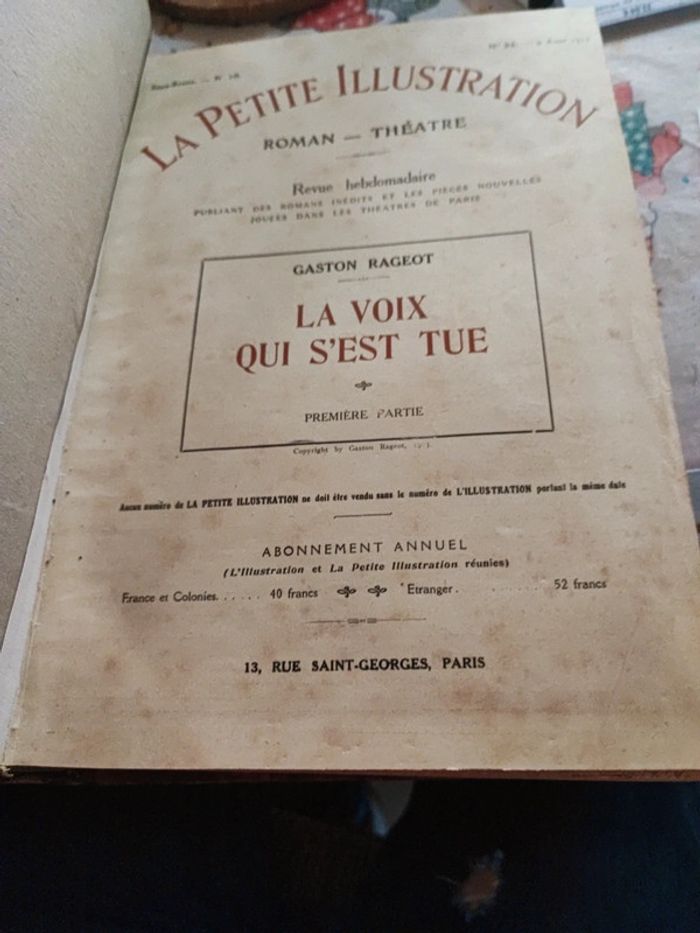 LA PETITE ILLUSTRATION
ROMAN — THÉATRE
Revue hebdomadaire
PUBLIANT DES ROMANS INÉDITS ET LES PIÈCES NOUVELLES
JOUÉES DANS LES THÉATRES DE PARIS
GASTON RAGEOT
LA VOIX
QUI S'EST TUE
PREMIÈRE PARTIE
Copyright by Gaston Rageot,
Aucun numéro de LA PETITE ILLUSTRATION ne doit être vendu sans le numéro de L'ILLUSTRATION portant la même date
ABONNEMENT ANNUEL
(L'Illustration et La Petite Illustration réunies)
France et Colonies. . . . . . 40 francs Etranger . . . . . . . 52 francs
13, RUE SAINT-GEORGES, PARIS